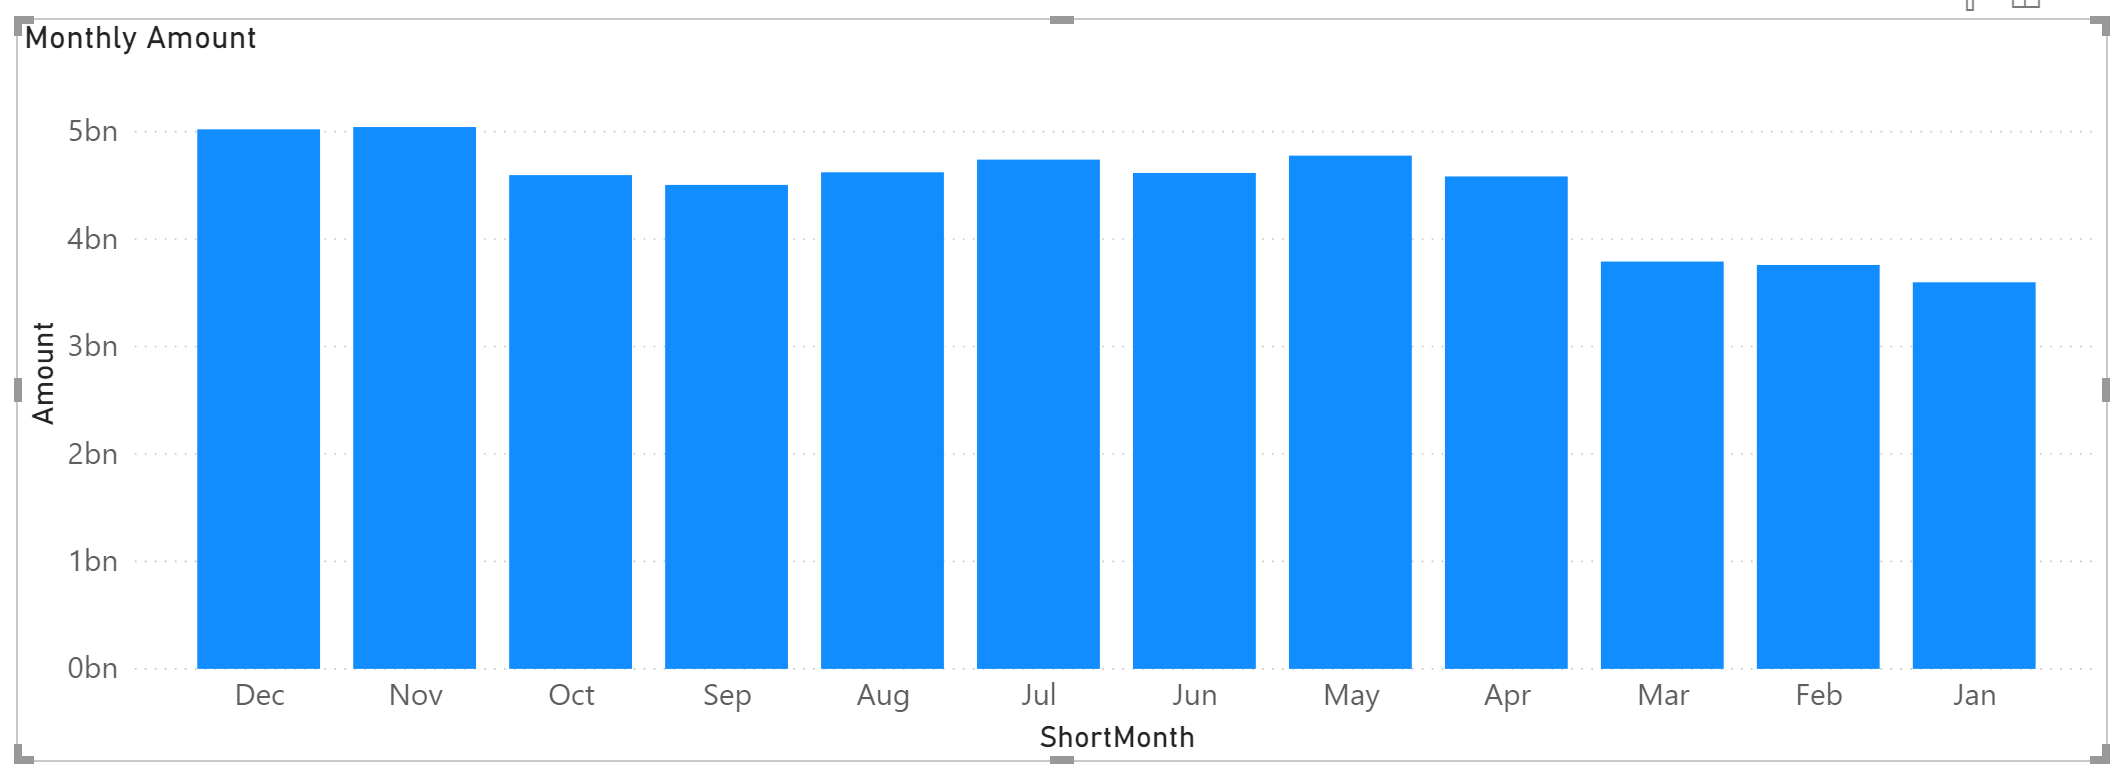 Monthly Amount
5bn
4bn
3bn
2bn
1bn
0bn
Amount
Dec Nov Oct Sep Aug Jul Jun May Apr Mar Feb Jan
ShortMonth